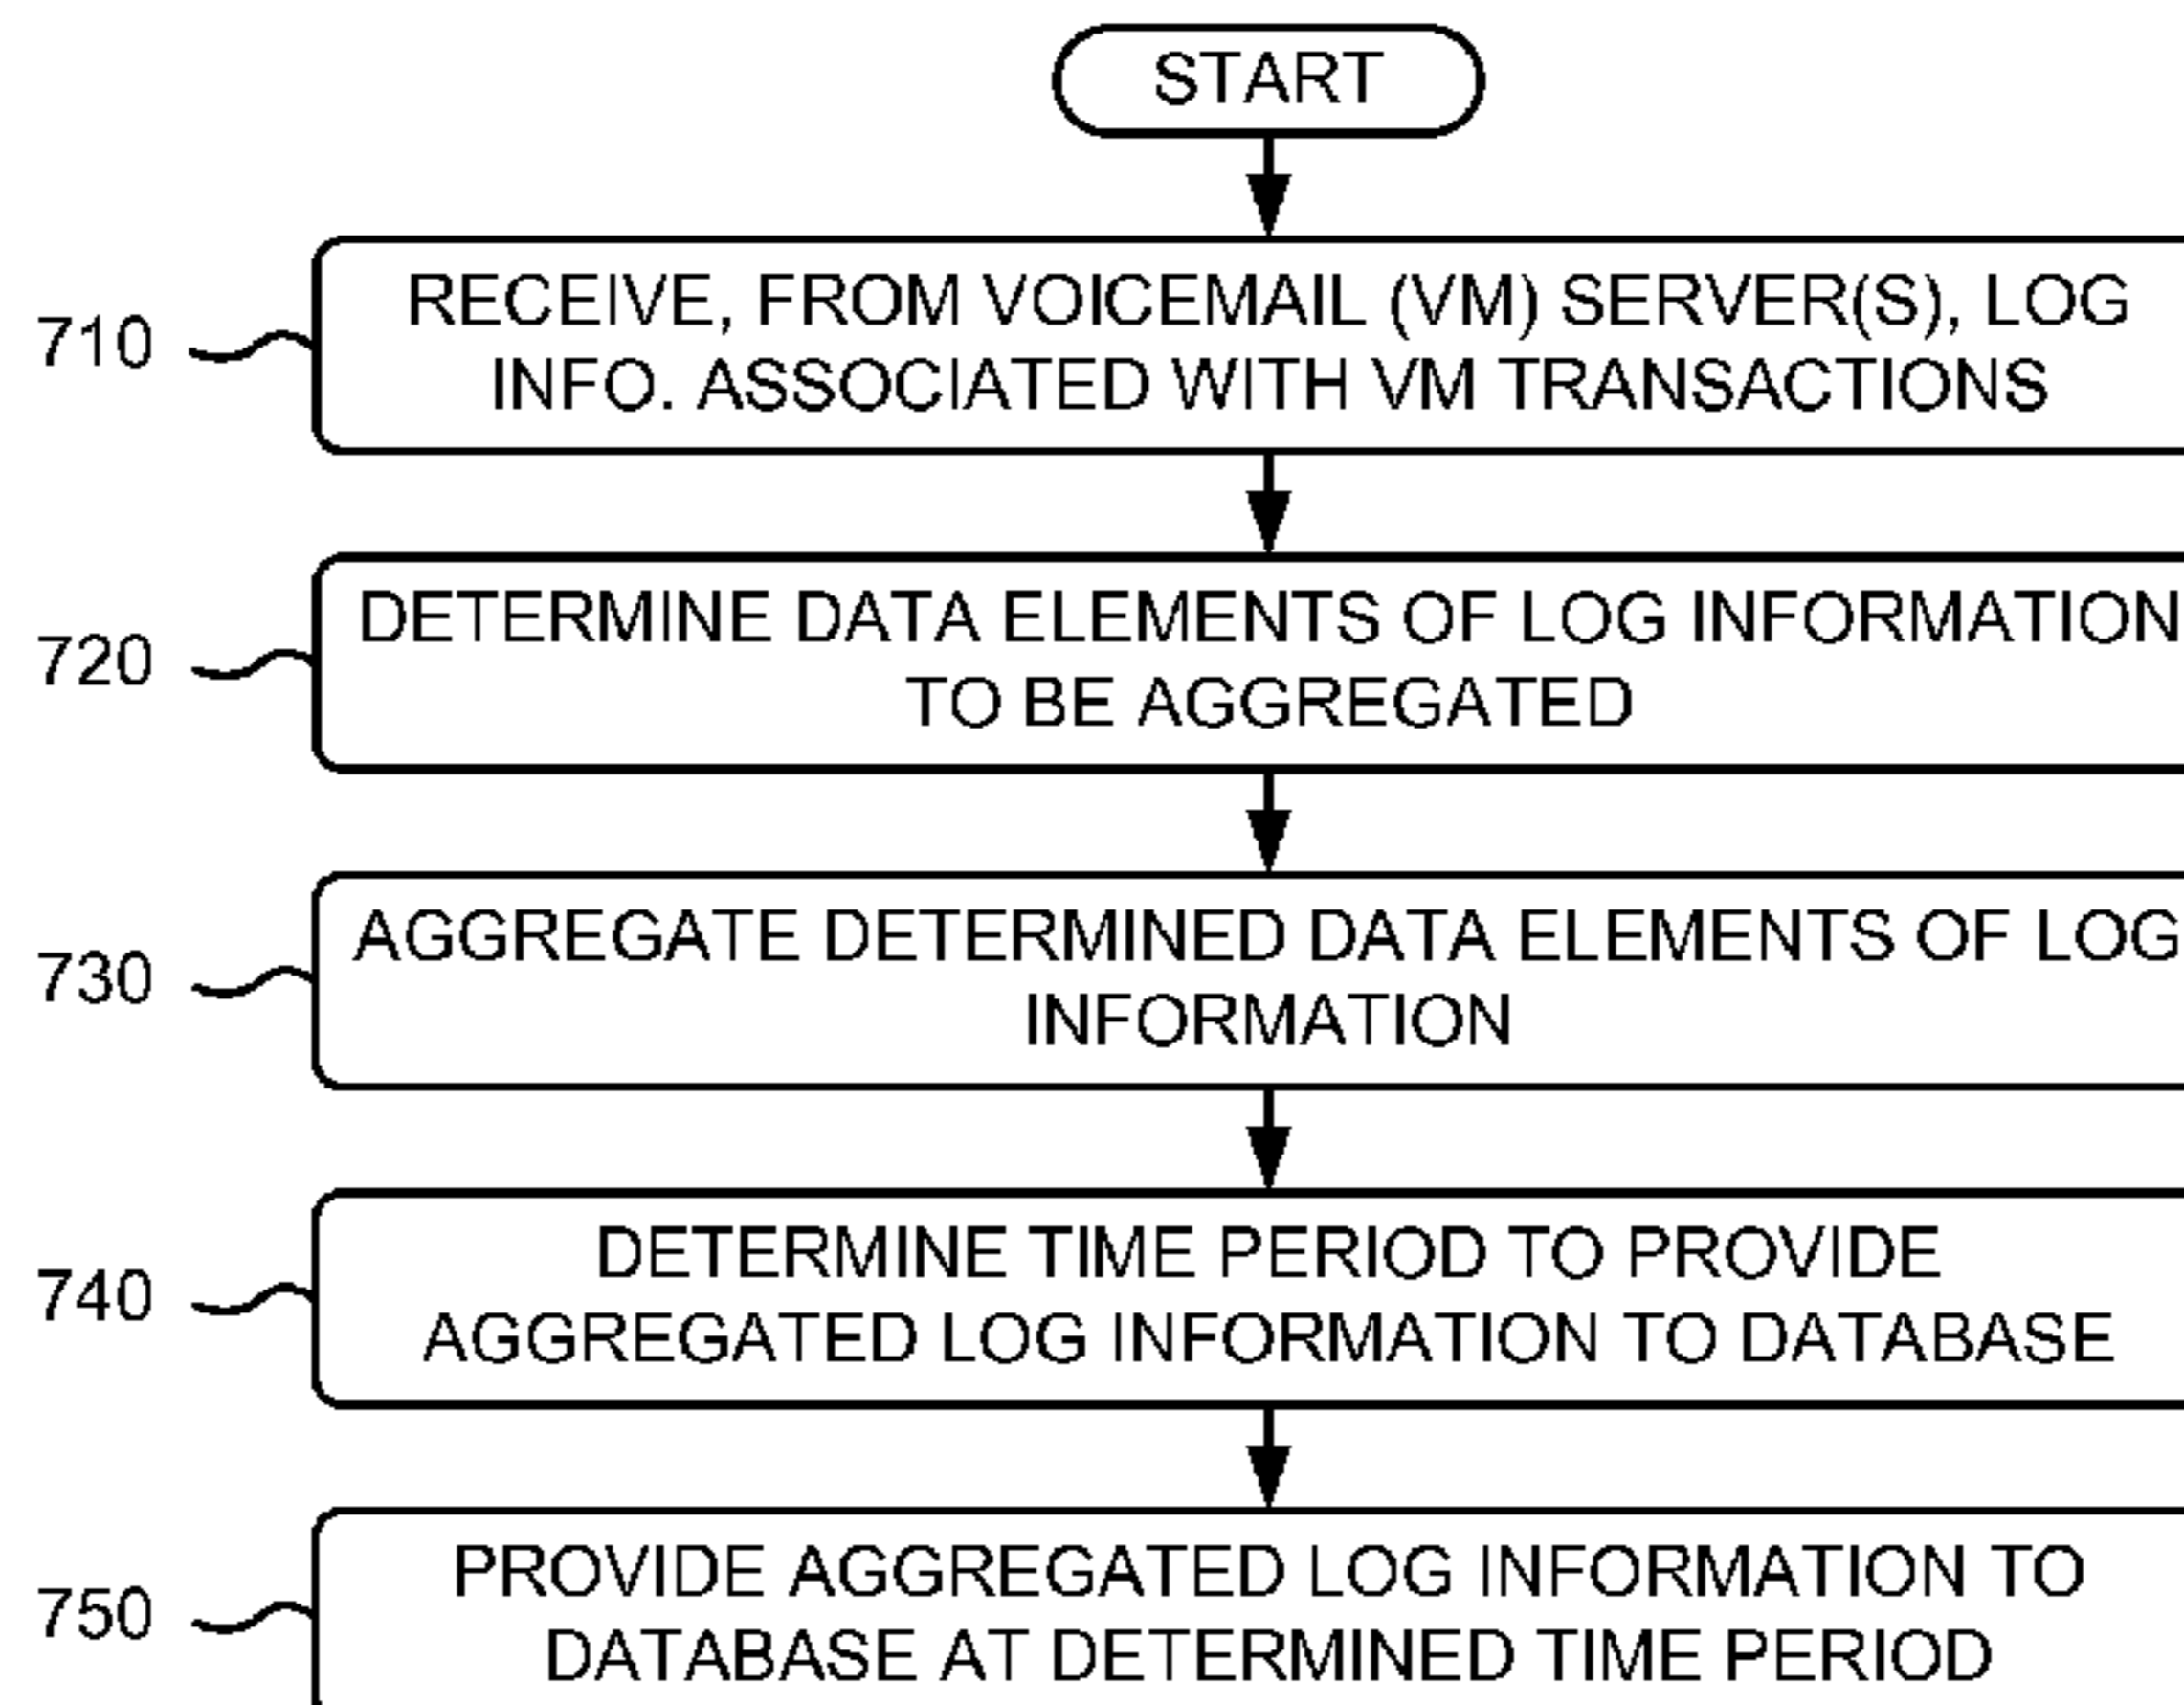 START
710
RECEIVE, FROM VOICEMAIL (VM) SERVER(S), LOG
INFO. ASSOCIATED WITH VM TRANSACTIONS
720
DETERMINE DATA ELEMENTS OF LOG INFORMATION
TO BE AGGREGATED
730
AGGREGATE DETERMINED DATA ELEMENTS OF LOG
INFORMATION
740
DETERMINE TIME PERIOD TO PROVIDE
AGGREGATED LOG INFORMATION TO DATABASE
750
PROVIDE AGGREGATED LOG INFORMATION TO
DATABASE AT DETERMINED TIME PERIOD